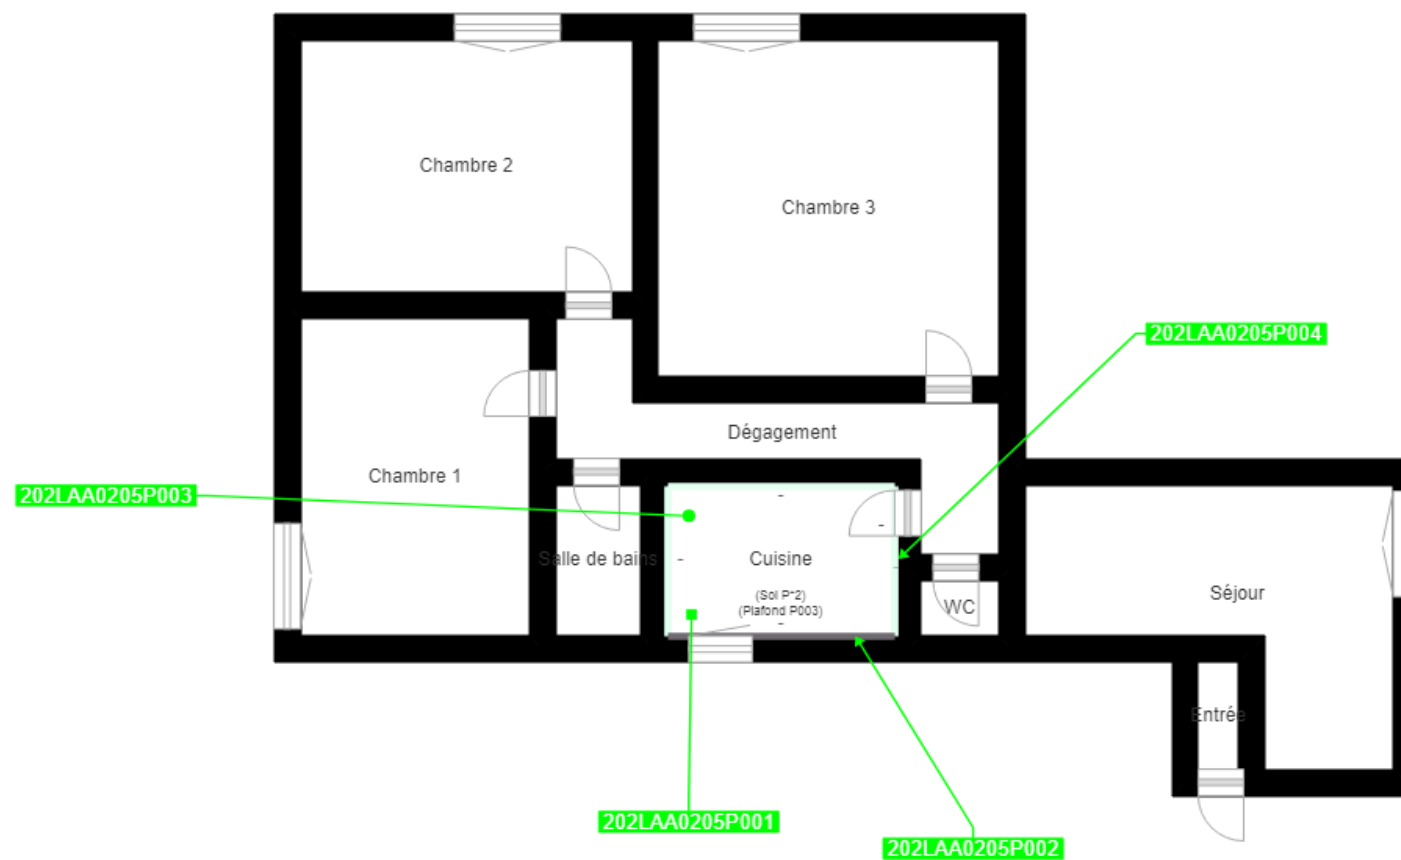 Chambre 2
Chambre 3
202LAA0205P004
Dégagement
Chambre 1
202LAA0205P003
Salle de bains
Cuisine
(Sol P*2)
(Plafond P003)
WC
Séjour
Entrée
202LAA0205P001
202LAA0205P002